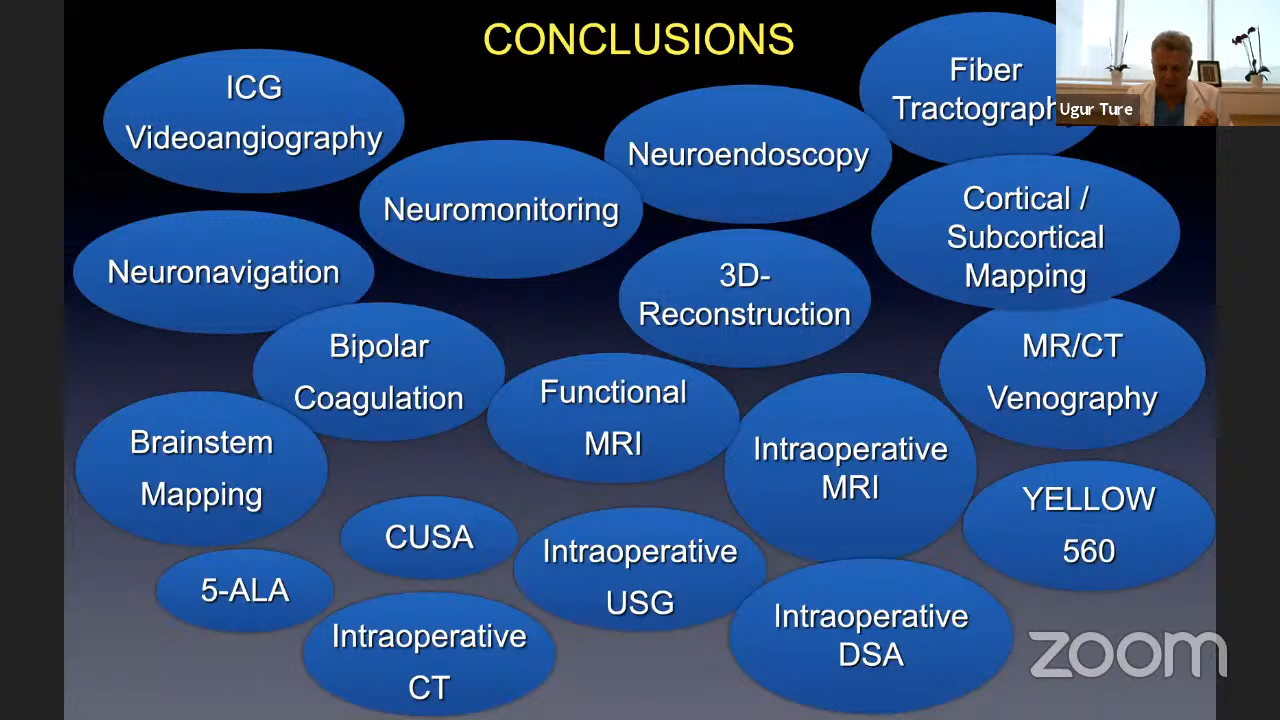 CONCLUSIONS
ICG
Videoangiography
Neuromonitoring
Neuroendoscopy
Fiber
Tractograph
Ugur Ture
Neuronavigation
3D-
Reconstruction
Cortical /
Subcortical
Mapping
Bipolar
Coagulation
Functional
MRI
MR/CT
Venography
Brainstem
Mapping
Intraoperative
MRI
CUSA
Intraoperative
USG
YELLOW
560
5-ALA
Intraoperative
CT
Intraoperative
DSA
zoom